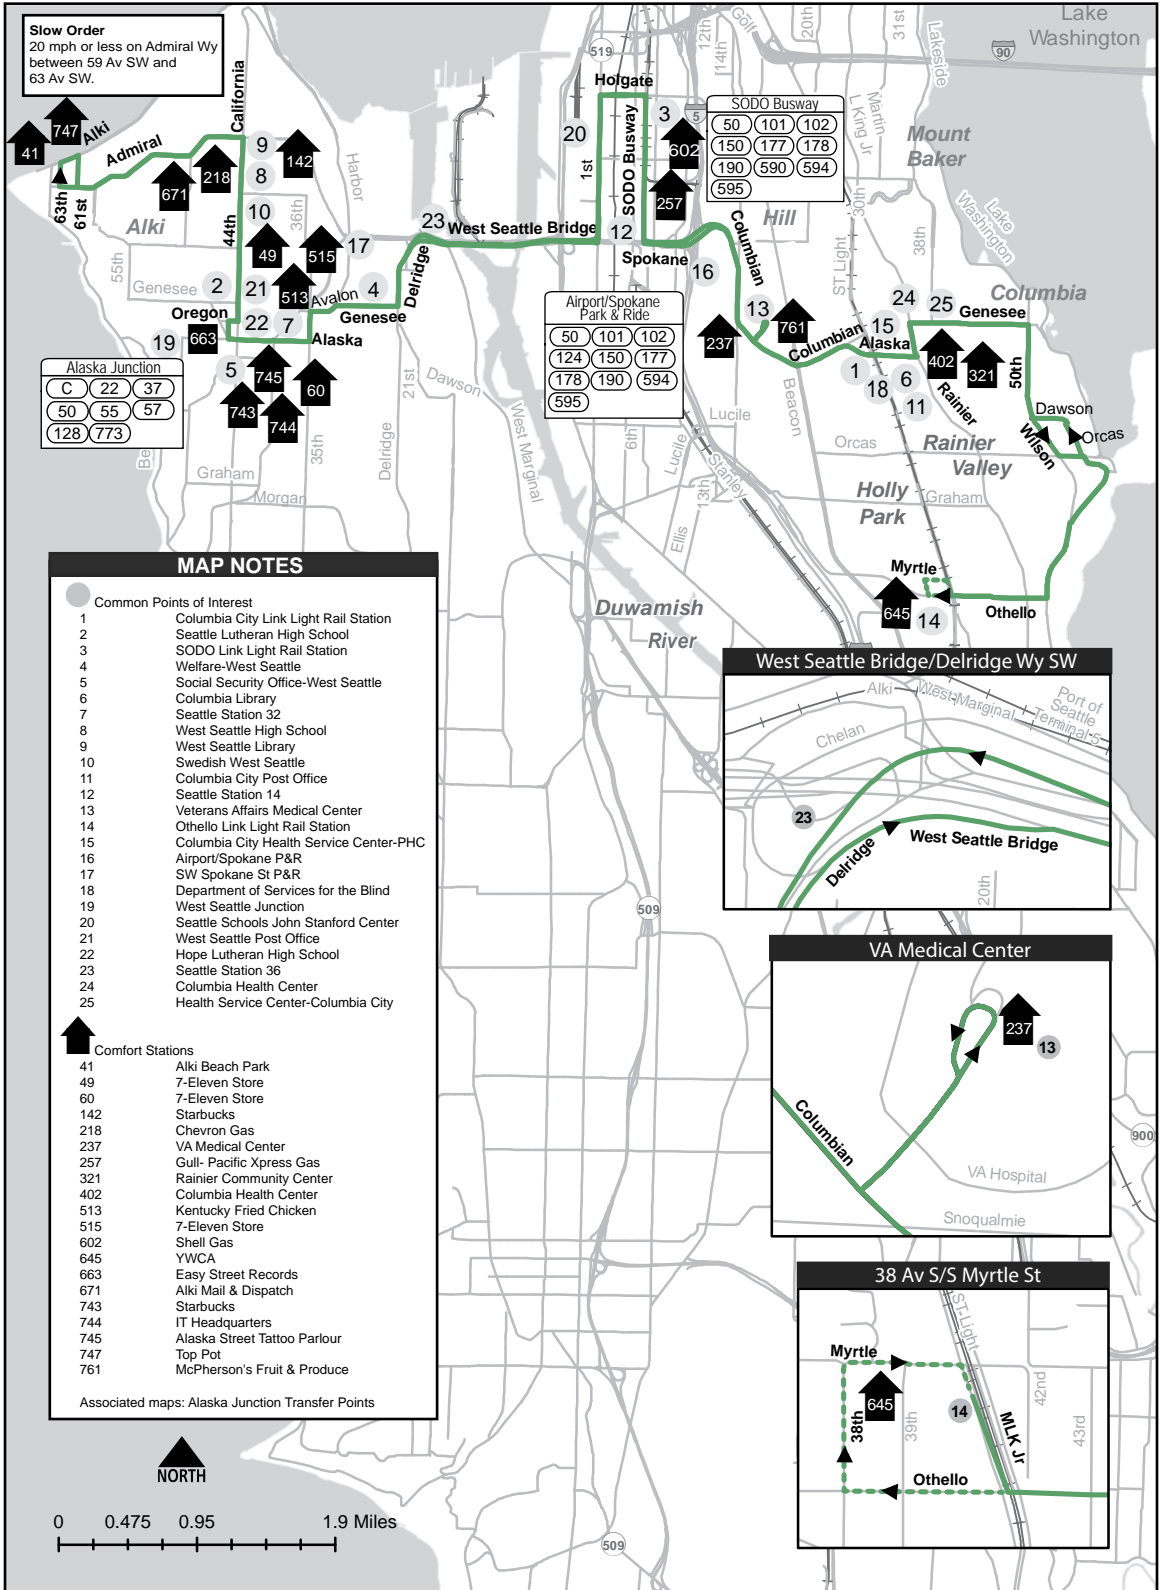 Slow Order
20 mph or less on Admiral Wy
between 59 Av SW and
63 Av SW.
Lake
Washington
90
519
Golf
12th
14th
20th
31st
Lakeside
5
Holgate
SODO Busway
1st
20
3
602
257
SODO Busway
50 101 102
150 177 178
190 590 594
595
Martin
L King Jr
Mount
Baker
Lake
Washington
30th
38th
ST. Light
Hill
Columbia
41
747
Alki
Admiral
California
9
8
142
Harbor
671
218
63rd
61st
Alki
44th
10
36th
49
515
17
23
West Seattle Bridge
12
Spokane
16
Columbian
55th
Genesee
2
21
513
Avalon
4
Delridge
Oregon
663
22
7
Genesee
Alaska
19
5
745
60
743
744
Alaska Junction
C 22 37
50 55 57
128 773
Be
Graham
Morgan
35th
21st
Delridge
Dawson
West Marginal
Airport/Spokane
Park & Ride
50 101 102
124 150 177
178 190 594
595
237
13
761
Columbian
Alaska
15
24
25
Genesee
1
18
6
11
402
321
Rainier
50th
Dawson
Wilson
Orcas
Beacon
Orcas
Rainier
Valley
Holly
Park
Graham
6th
Lucile
Lucile
13th
Stanley
Ellis
Myrtle
645
14
Othello
Duwamish
River
MAP NOTES
Common Points of Interest
1 Columbia City Link Light Rail Station
2 Seattle Lutheran High School
3 SODO Link Light Rail Station
4 Welfare-West Seattle
5 Social Security Office-West Seattle
6 Columbia Library
7 Seattle Station 32
8 West Seattle High School
9 West Seattle Library
10 Swedish West Seattle
11 Columbia City Post Office
12 Seattle Station 14
13 Veterans Affairs Medical Center
14 Othello Link Light Rail Station
15 Columbia City Health Service Center-PHC
16 Airport/Spokane P&R
17 SW Spokane St P&R
18 Department of Services for the Blind
19 West Seattle Junction
20 Seattle Schools John Stanford Center
21 West Seattle Post Office
22 Hope Lutheran High School
23 Seattle Station 36
24 Columbia Health Center
25 Health Service Center-Columbia City
Comfort Stations
41 Alki Beach Park
49 7-Eleven Store
60 7-Eleven Store
142 Starbucks
218 Chevron Gas
237 VA Medical Center
257 Gull- Pacific Xpress Gas
321 Rainier Community Center
402 Columbia Health Center
513 Kentucky Fried Chicken
515 7-Eleven Store
602 Shell Gas
645 YWCA
663 Easy Street Records
671 Alki Mail & Dispatch
743 Starbucks
744 IT Headquarters
745 Alaska Street Tattoo Parlour
747 Top Pot
761 McPherson's Fruit & Produce
Associated maps: Alaska Junction Transfer Points
NORTH
0 0.475 0.95 1.9 Miles
West Seattle Bridge/Delridge Wy SW
Alki
West Marginal
Port of
Seattle
Terminal 5
Chelan
23
Delridge
West Seattle Bridge
20th
509
VA Medical Center
237
13
Columbian
VA Hospital
Snoqualmie
900
38 Av S/S Myrtle St
ST-Light
Myrtle
645
38th
39th
14
MLK Jr
42nd
43rd
Othello
509